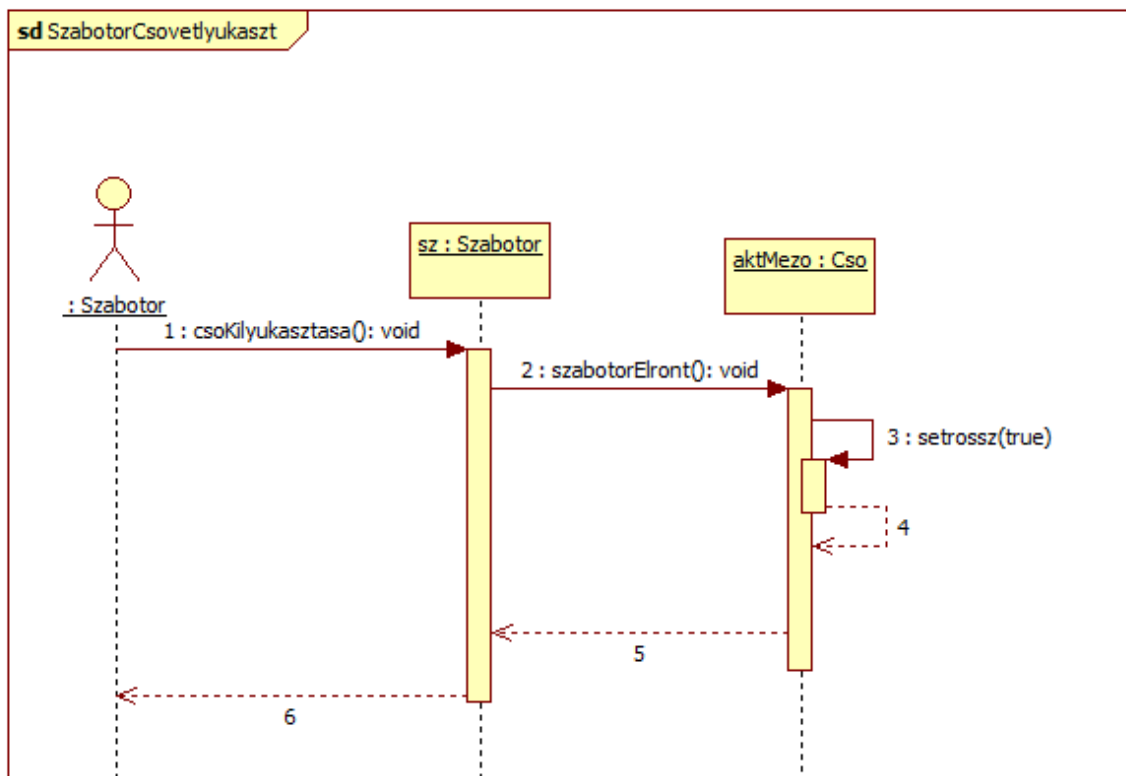 sd SzabotorCsovetlyukaszt
: Szabotor
sz : Szabotor
aktMezo : Cso
1 : csoKilyukasztasa(): void
2 : szabotorElront(): void
3 : setrossz(true)
4
5
6